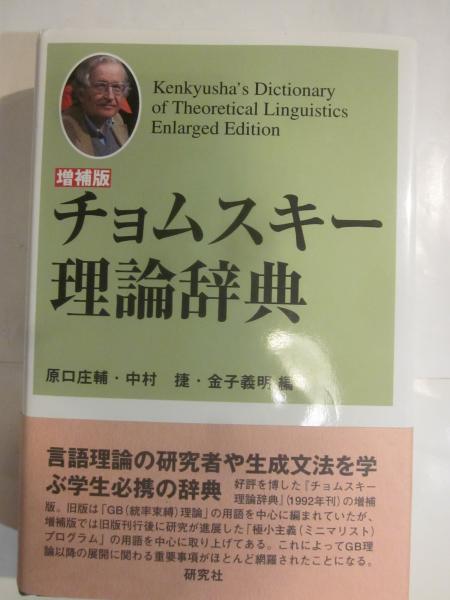 Kenkyusha's Dictionary
of Theoretical Linguistics
Enlarged Edition
増補版
チョムスキー
理論辞典
原口庄輔・中村　捷・金子義明 編
言語理論の研究者や生成文法を学
ぶ学生必携の辞典
好評を博した『チョムスキー
理論辞典』(1992年刊)の増補
版。旧版は「GB(統率束縛)理論」の用語を中心に編まれていたが、
増補版では旧版刊行後に研究が進展した「極小主義(ミニマリスト)
プログラム」の用語を中心に取り上げてある。これによってGB理
論以降の展開に関わる重要事項がほとんど網羅されたことになる。
研究社